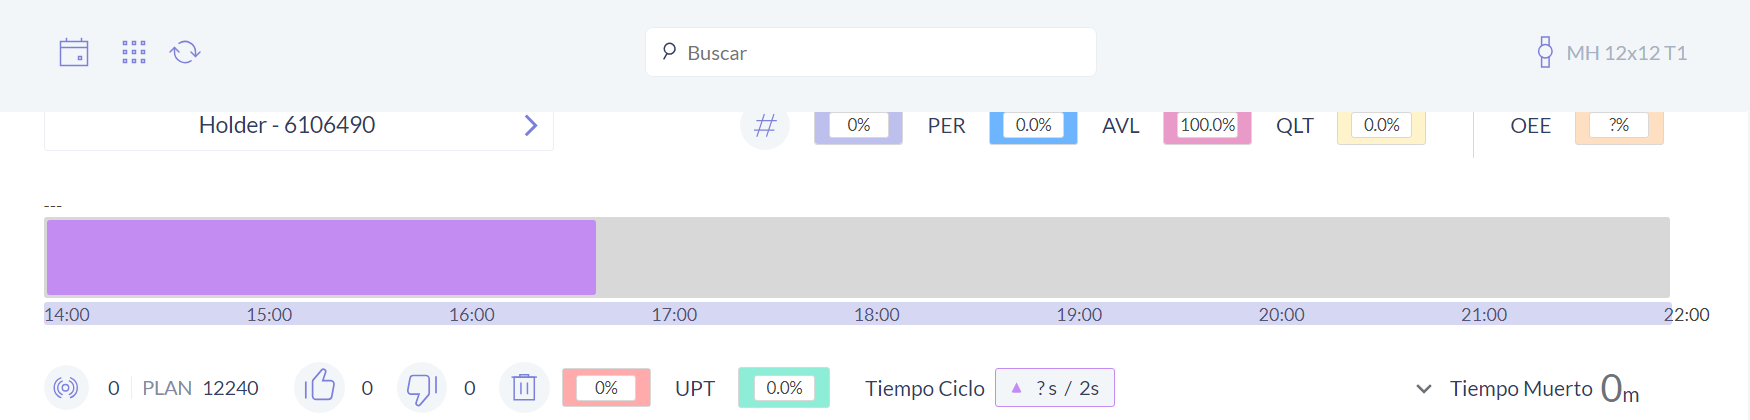 Buscar
MH 12x12 T1
Holder - 6106490
# 0% PER 0.0% AVL 100.0% QLT 0.0% OEE ?%
---
14:00 15:00 16:00 17:00 18:00 19:00 20:00 21:00 22:00
0 PLAN 12240 0 0 0% UPT 0.0% Tiempo Ciclo ? s / 2s Tiempo Muerto 0m